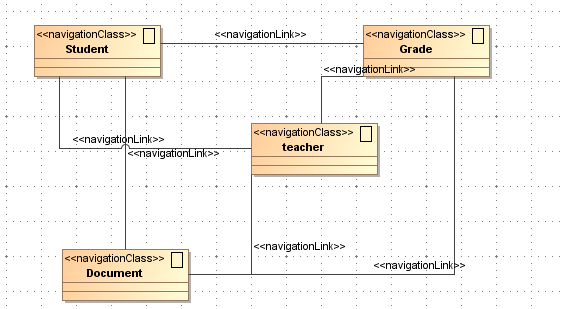 <<navigationClass>>
Student
<<navigationLink>>
<<navigationClass>>
Grade
<<navigationLink>>
<<navigationClass>>
teacher
<<navigationLink>>
<<navigationLink>>
<<navigationLink>>
<<navigationClass>>
Document
<<navigationLink>>